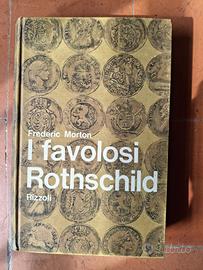 Frederic Morton
I favolosi
Rothschild
Rizzoli